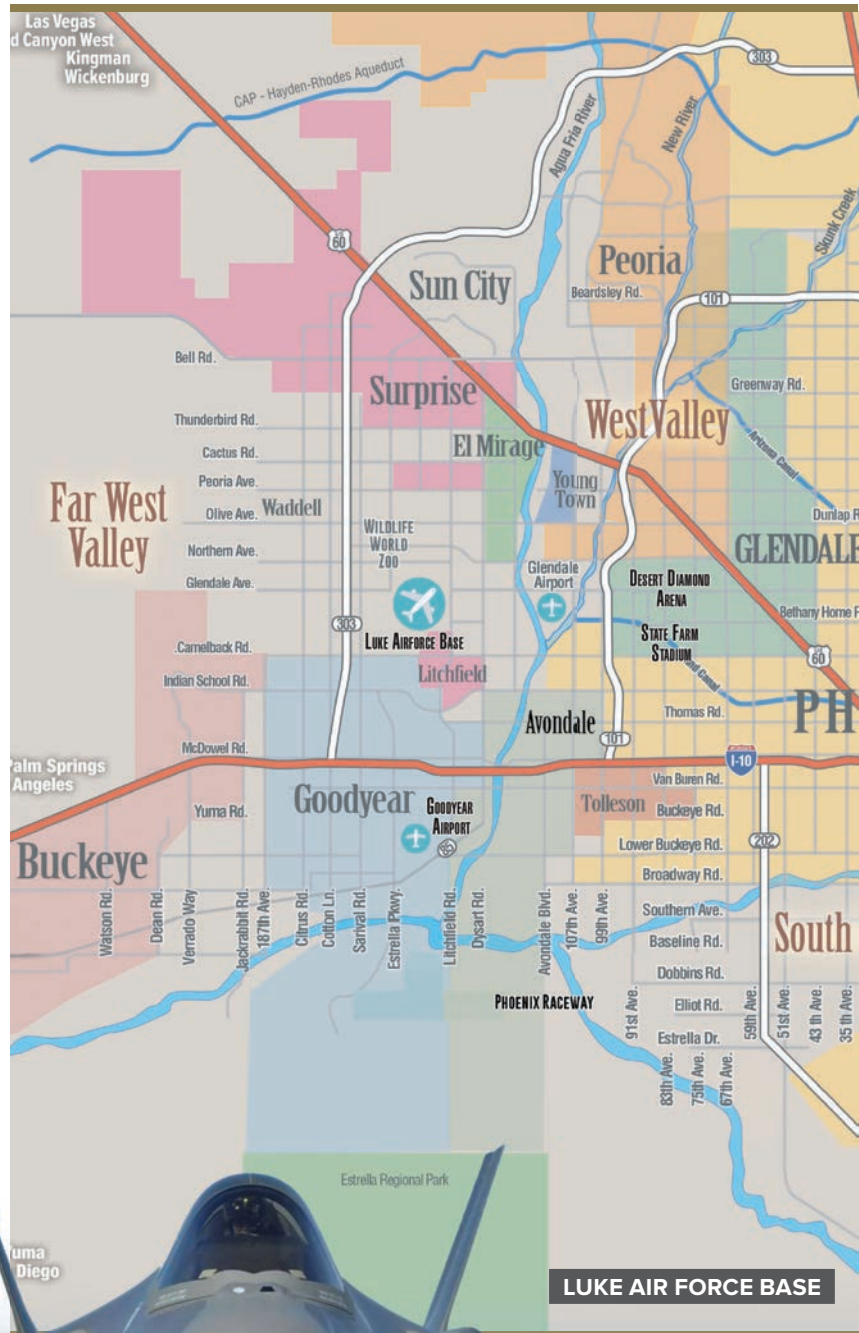 Las Vegas
d Canyon West
Kingman
Wickenburg
CAP - Hayden-Rhodes Aqueduct
303
Agua Fria River
New River
Skunk Creek
US
60
Sun City
Peoria
Beardsley Rd.
101
Bell Rd.
Surprise
Greenway Rd.
Thunderbird Rd.
West Valley
El Mirage
Cactus Rd.
Arizona Canal
Peoria Ave.
Far West
Valley
Olive Ave.
Waddell
Young
Town
Dunlap R
WILDLIFE
WORLD
ZOO
Northern Ave.
GLENDALE
Glendale Ave.
Glendale
Airport
DESERT DIAMOND
ARENA
Bethany Home R
303
LUKE AIRFORCE BASE
STATE FARM
STADIUM
.Camelback Rd.
60
Litchfield
Indian School Rd.
Canal
Avondale
Thomas Rd.
PH
101
McDowel Rd.
I-10
Palm Springs
Angeles
Van Buren Rd.
Goodyear
GOODYEAR
AIRPORT
Tolleson
Yuma Rd.
Buckeye Rd.
85
202
Lower Buckeye Rd.
Buckeye
Broadway Rd.
Watson Rd.
Dean Rd.
Verrado Way
Jackrabbit Rd.
187th Ave.
Citrus Rd.
Cotton Ln.
Sarival Rd.
Estrella Pkwy.
Litchfield Rd.
Dysart Rd.
Avondale Blvd.
107th Ave.
99th Ave.
Southern Ave.
Baseline Rd.
South
Dobbins Rd.
PHOENIX RACEWAY
91st Ave.
Elliot Rd.
59th Ave.
51st Ave.
43 th Ave.
35 th Ave.
Estrella Dr.
83th Ave.
75th Ave.
67th Ave.
Estrella Regional Park
uma
Diego
LUKE AIR FORCE BASE